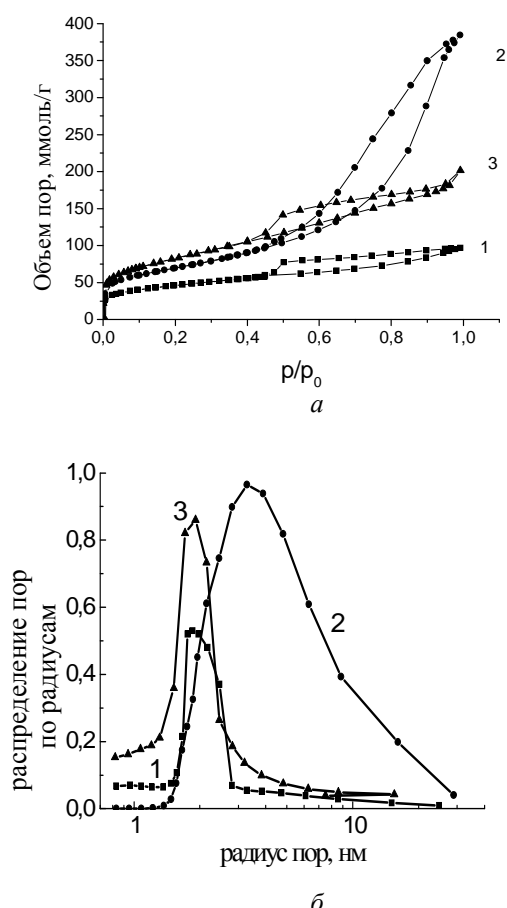 400
350
300
250
200
150
100
50
0
Объем пор, ммоль/г
2
3
1
0,0 0,2 0,4 0,6 0,8 1,0
p/p0
а
1,0
0,8
0,6
0,4
0,2
0,0
распределение пор
по радиусам
3
2
1
1 10
радиус пор, нм
б